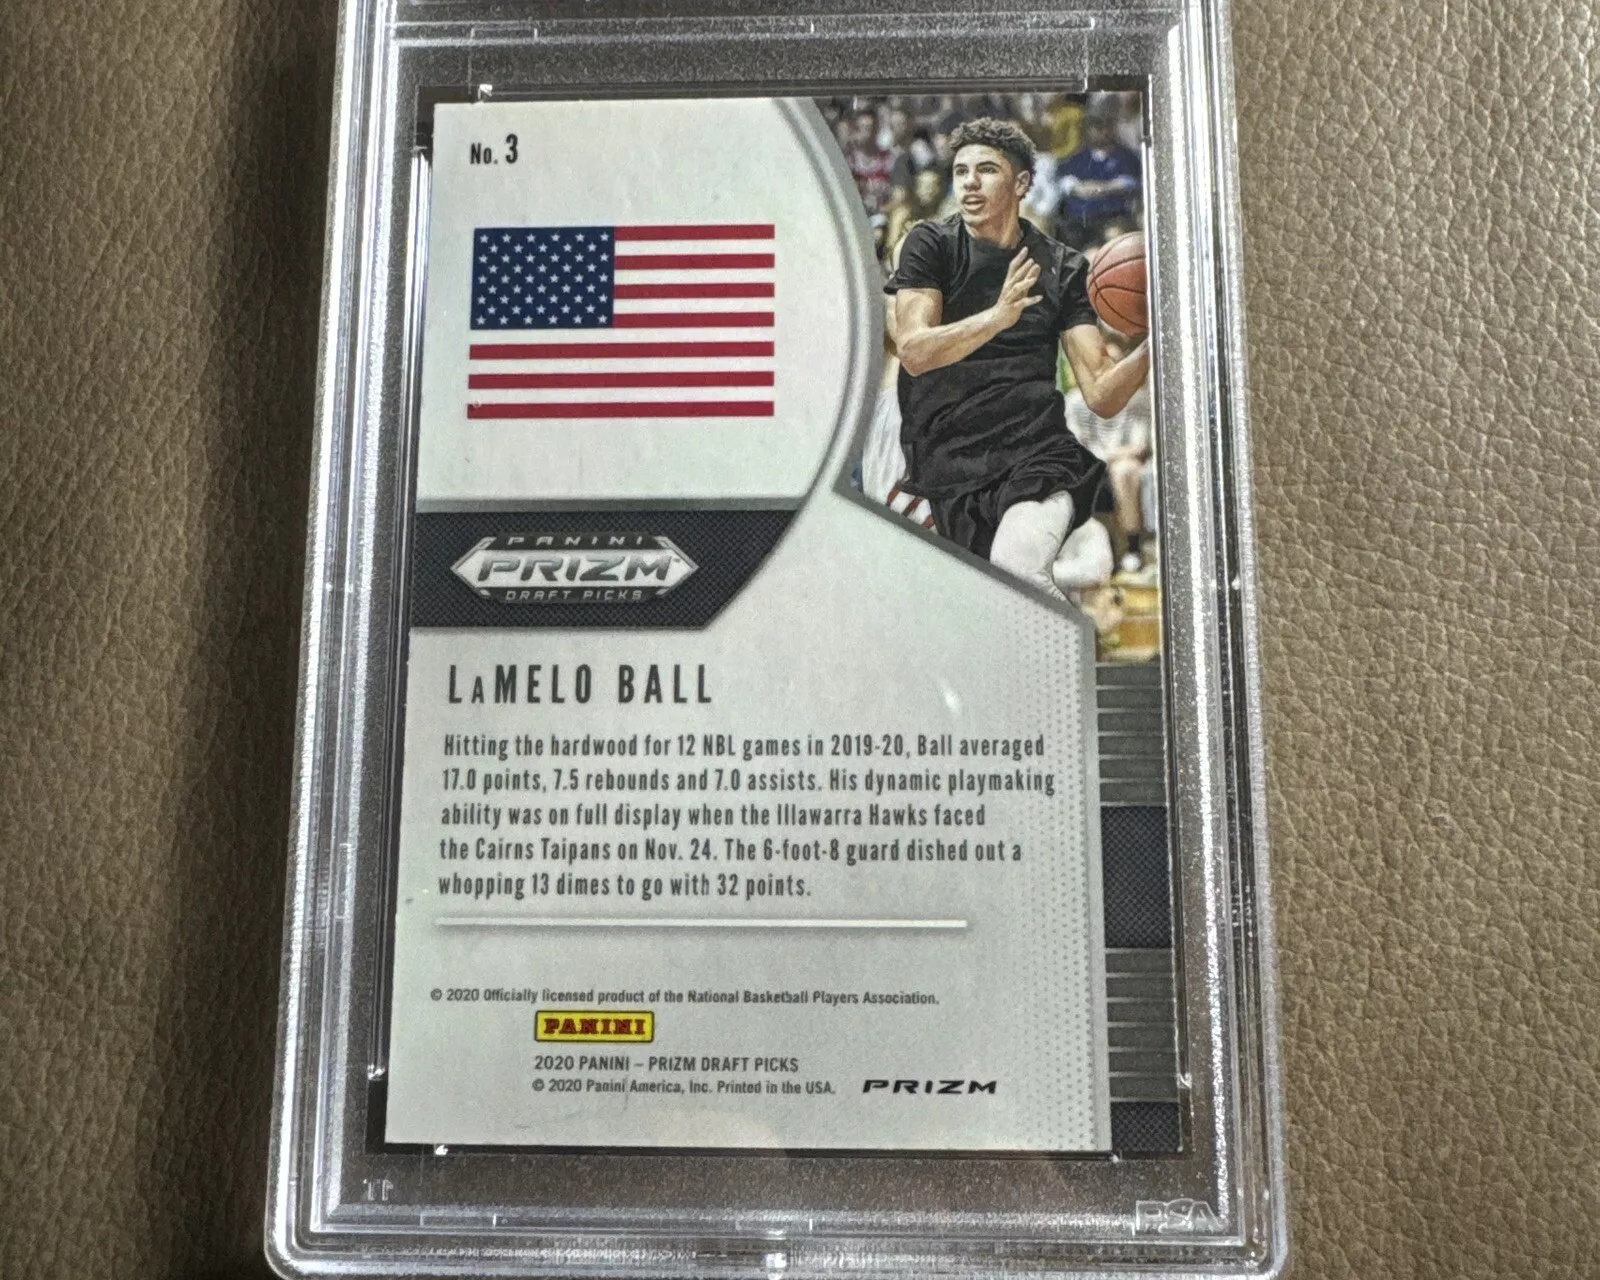 No. 3
PANINI
PRIZM
DRAFT PICKS
LaMELO BALL
Hitting the hardwood for 12 NBL games in 2019-20, Ball averaged
17.0 points, 7.5 rebounds and 7.0 assists. His dynamic playmaking
ability was on full display when the Illawarra Hawks faced
the Cairns Taipans on Nov. 24. The 6-foot-8 guard dished out a
whopping 13 dimes to go with 32 points.
© 2020 Officially licensed product of the National Basketball Players Association.
PANINI
2020 PANINI – PRIZM DRAFT PICKS
© 2020 Panini America, Inc. Printed in the USA.
PRIZM
PSA